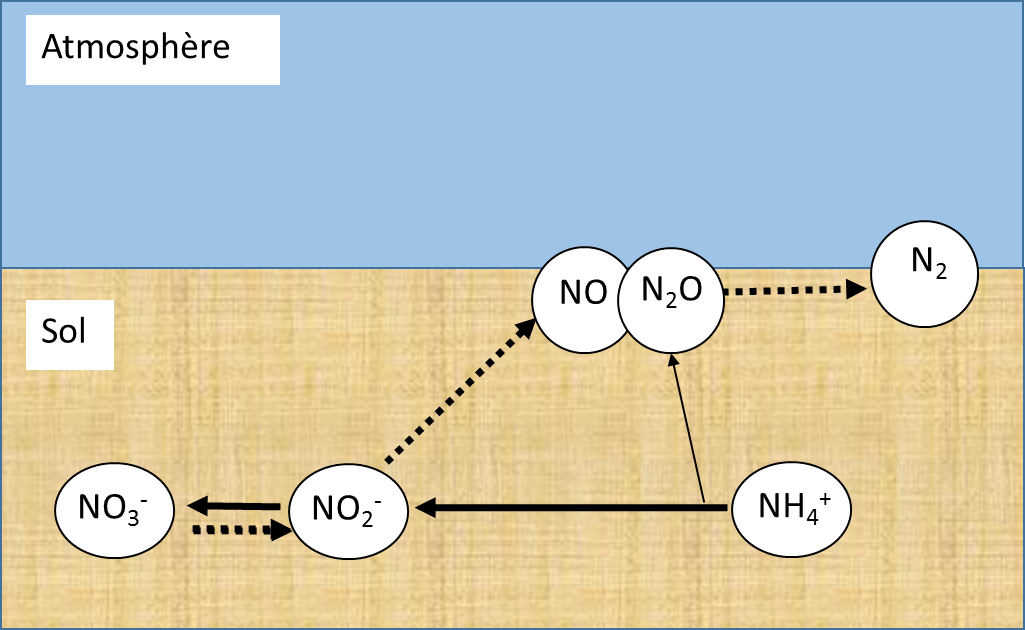 Atmosphère
N₂
NO
N₂O
Sol
NO₃⁻
NO₂⁻
NH₄⁺